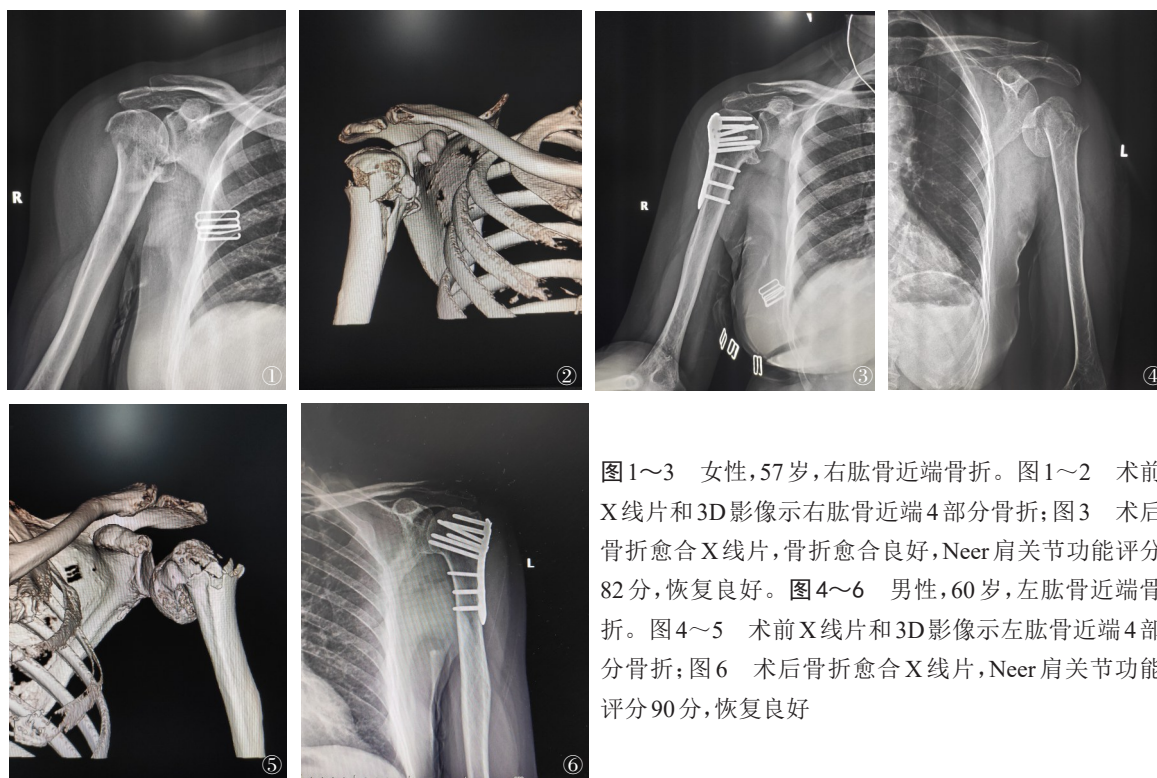 R
①
②
R
③
L
④
⑤
L
⑥
图1～3 女性,57岁,右肱骨近端骨折。图1～2 术前
X线片和3D影像示右肱骨近端4部分骨折;图3 术后
骨折愈合X线片,骨折愈合良好,Neer肩关节功能评分
82分,恢复良好。图4～6 男性,60岁,左肱骨近端骨
折。图4～5 术前X线片和3D影像示左肱骨近端4部
分骨折;图6 术后骨折愈合X线片,Neer肩关节功能
评分90分,恢复良好